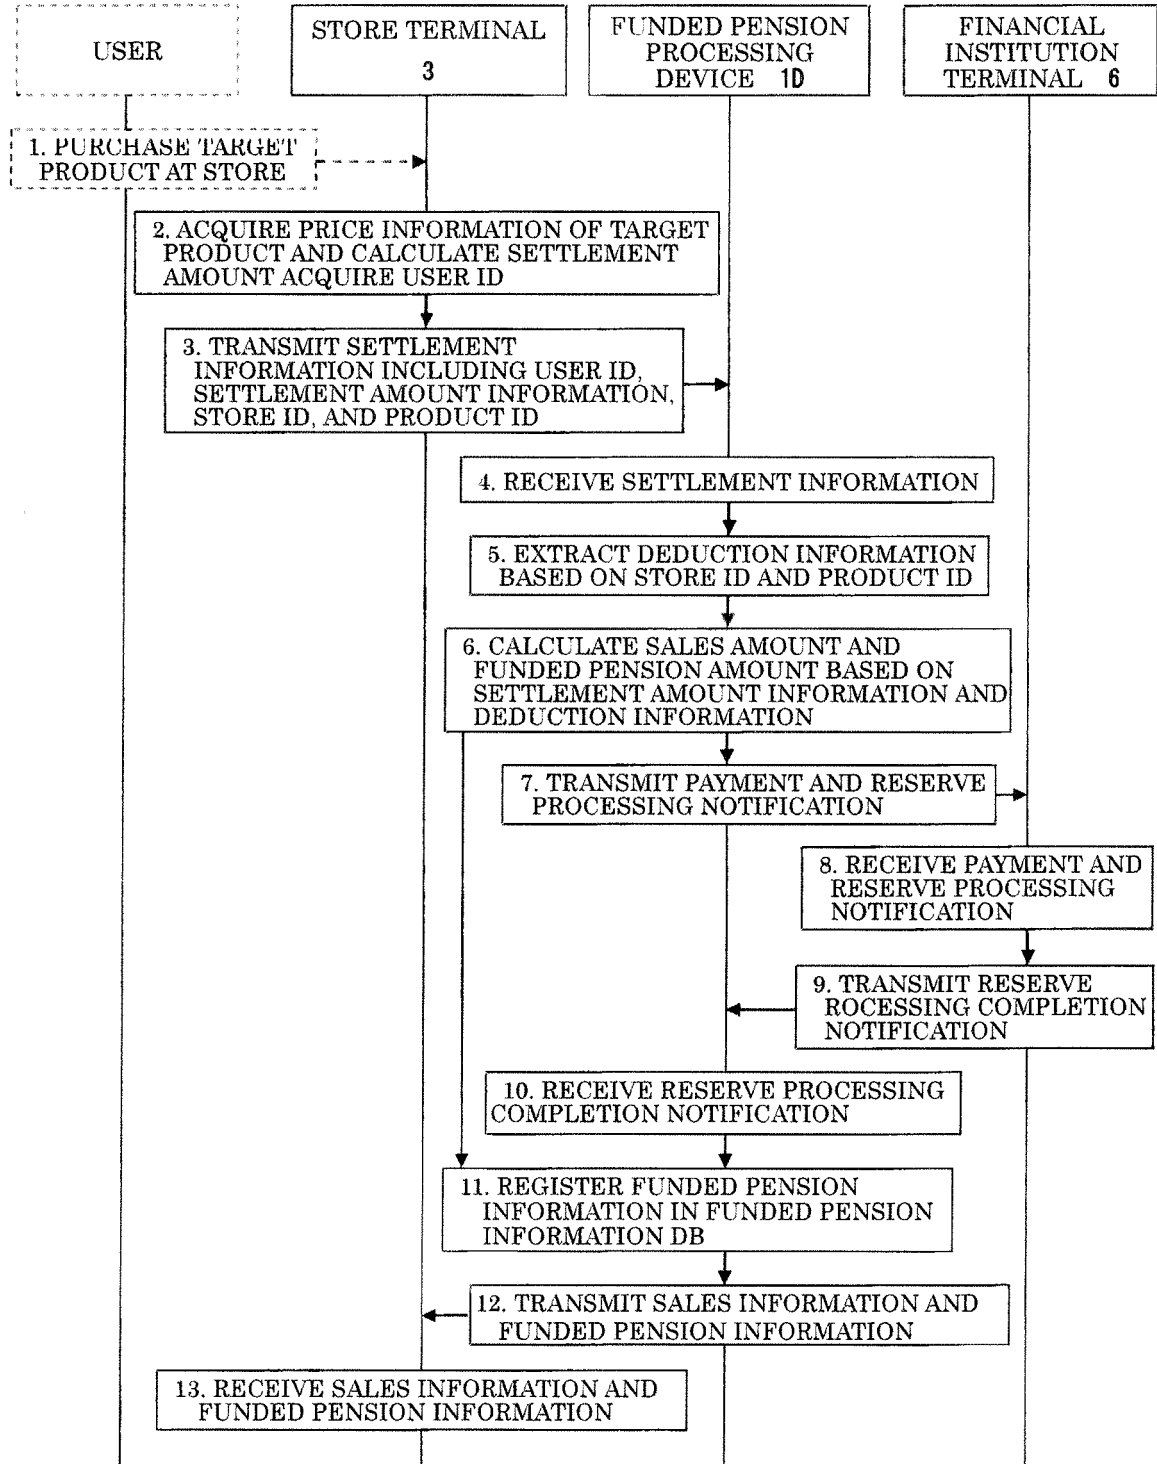 USER
STORE TERMINAL
3
FUNDED PENSION
PROCESSING
DEVICE 1D
FINANCIAL
INSTITUTION
TERMINAL 6
1. PURCHASE TARGET
PRODUCT AT STORE
2. ACQUIRE PRICE INFORMATION OF TARGET
PRODUCT AND CALCULATE SETTLEMENT
AMOUNT ACQUIRE USER ID
3. TRANSMIT SETTLEMENT
INFORMATION INCLUDING USER ID,
SETTLEMENT AMOUNT INFORMATION,
STORE ID, AND PRODUCT ID
4. RECEIVE SETTLEMENT INFORMATION
5. EXTRACT DEDUCTION INFORMATION
BASED ON STORE ID AND PRODUCT ID
6. CALCULATE SALES AMOUNT AND
FUNDED PENSION AMOUNT BASED ON
SETTLEMENT AMOUNT INFORMATION AND
DEDUCTION INFORMATION
7. TRANSMIT PAYMENT AND RESERVE
PROCESSING NOTIFICATION
8. RECEIVE PAYMENT AND
RESERVE PROCESSING
NOTIFICATION
9. TRANSMIT RESERVE
ROCESSING COMPLETION
NOTIFICATION
10. RECEIVE RESERVE PROCESSING
COMPLETION NOTIFICATION
11. REGISTER FUNDED PENSION
INFORMATION IN FUNDED PENSION
INFORMATION DB
12. TRANSMIT SALES INFORMATION AND
FUNDED PENSION INFORMATION
13. RECEIVE SALES INFORMATION AND
FUNDED PENSION INFORMATION